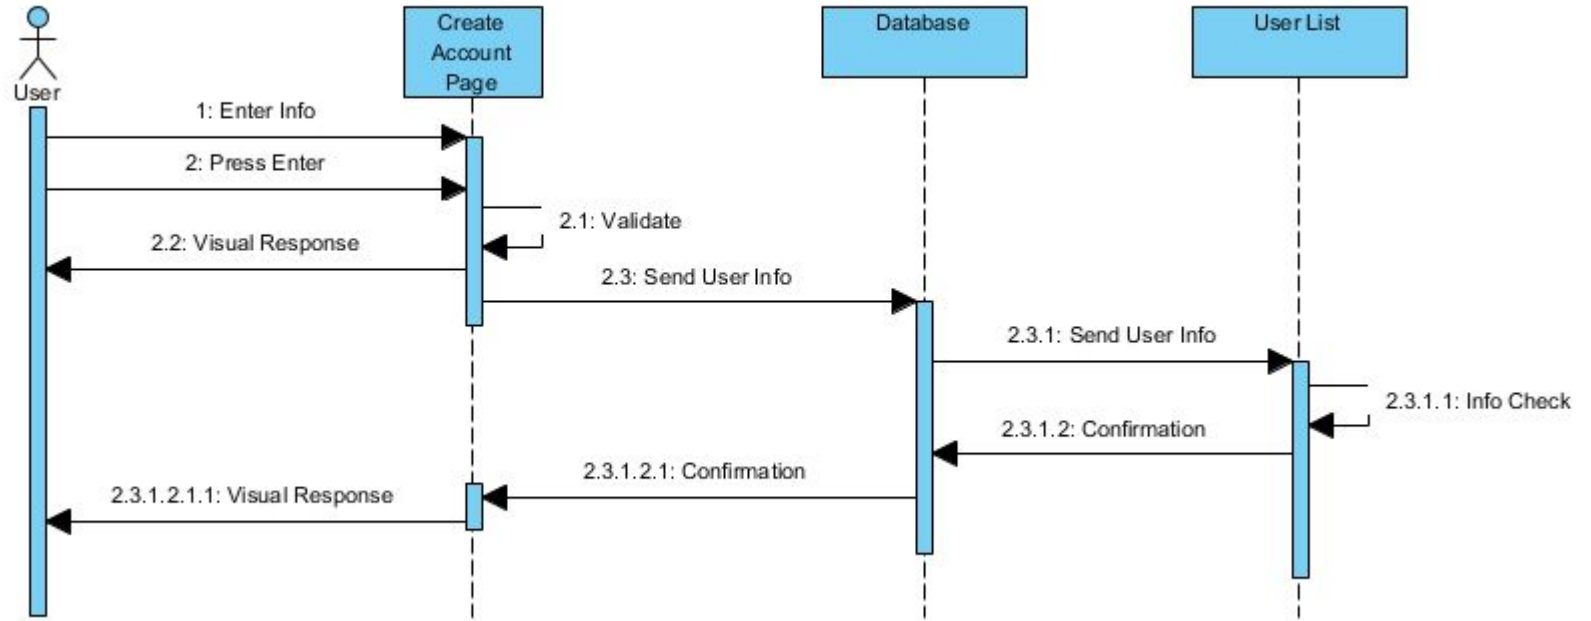 Create
Account
Page
Database
User List
User
1: Enter Info
2: Press Enter
2.1: Validate
2.2: Visual Response
2.3: Send User Info
2.3.1: Send User Info
2.3.1.1: Info Check
2.3.1.2: Confirmation
2.3.1.2.1: Confirmation
2.3.1.2.1.1: Visual Response